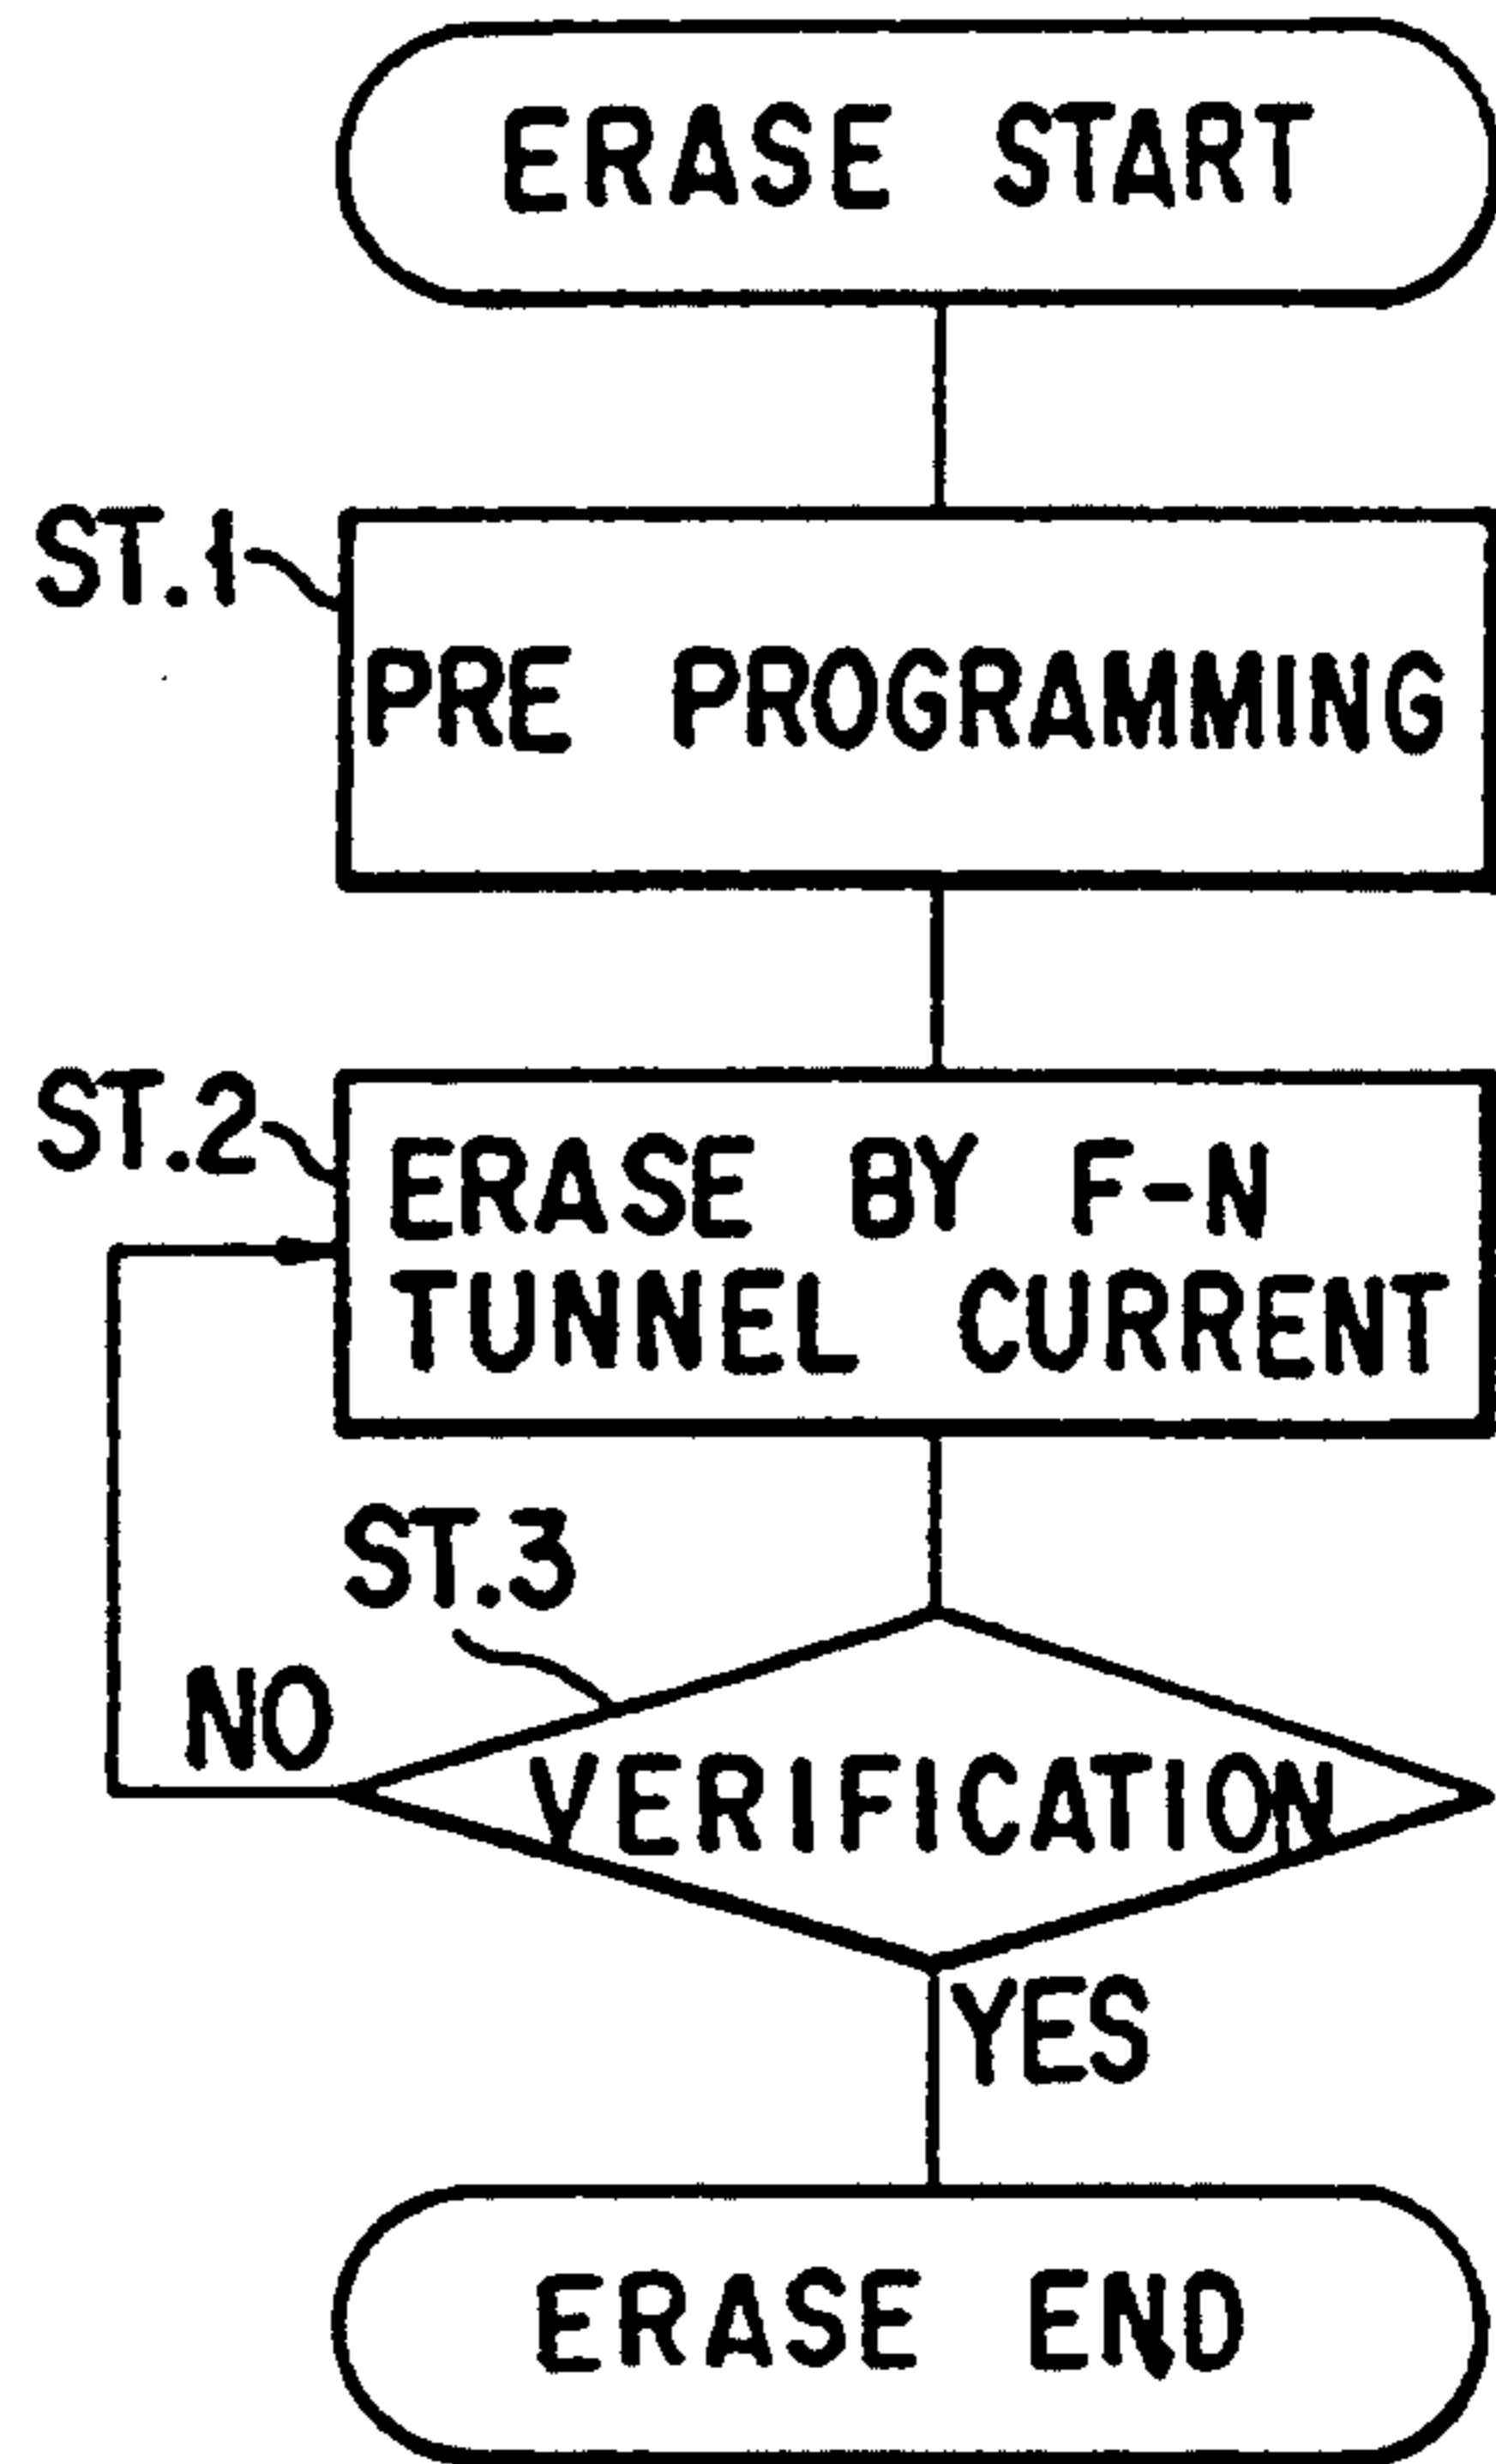 ERASE START
ST.1
PRE PROGRAMMING
ST.2
ERASE BY F-N
TUNNEL CURRENT
ST.3
NO
VERIFICATION
YES
ERASE END